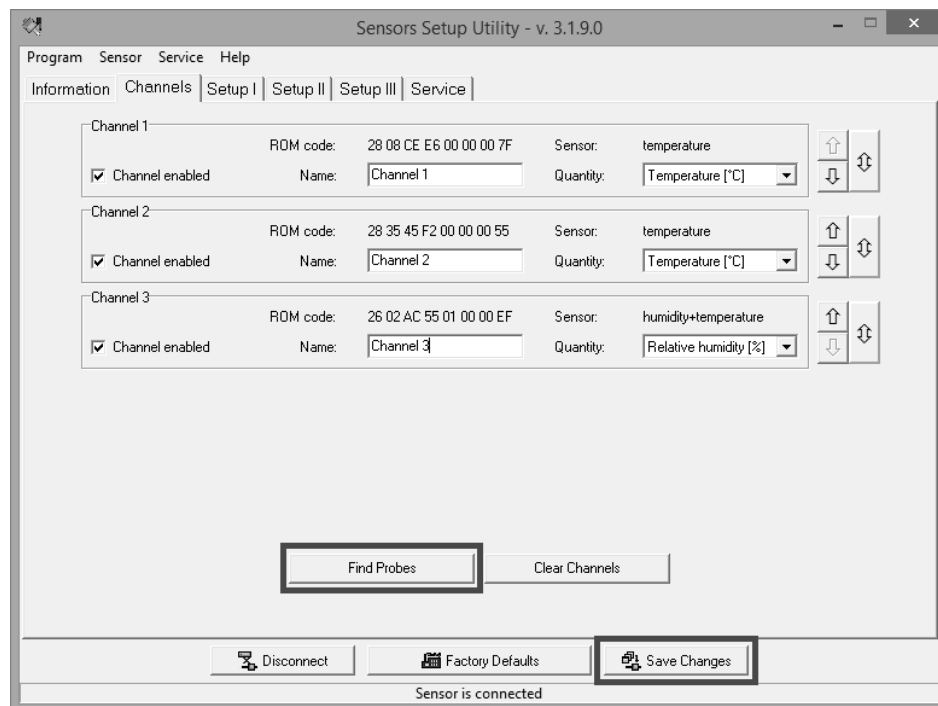 Sensors Setup Utility - v. 3.1.9.0
Program Sensor Service Help
Information Channels Setup I Setup II Setup III Service
Channel 1
ROM code: 28 08 CE E6 00 00 00 7F Sensor: temperature
Channel enabled Name: Channel 1 Quantity: Temperature [°C]
Channel 2
ROM code: 28 35 45 F2 00 00 00 55 Sensor: temperature
Channel enabled Name: Channel 2 Quantity: Temperature [°C]
Channel 3
ROM code: 26 02 AC 55 01 00 00 EF Sensor: humidity+temperature
Channel enabled Name: Channel 3 Quantity: Relative humidity [%]
Find Probes Clear Channels
Disconnect Factory Defaults Save Changes
Sensor is connected